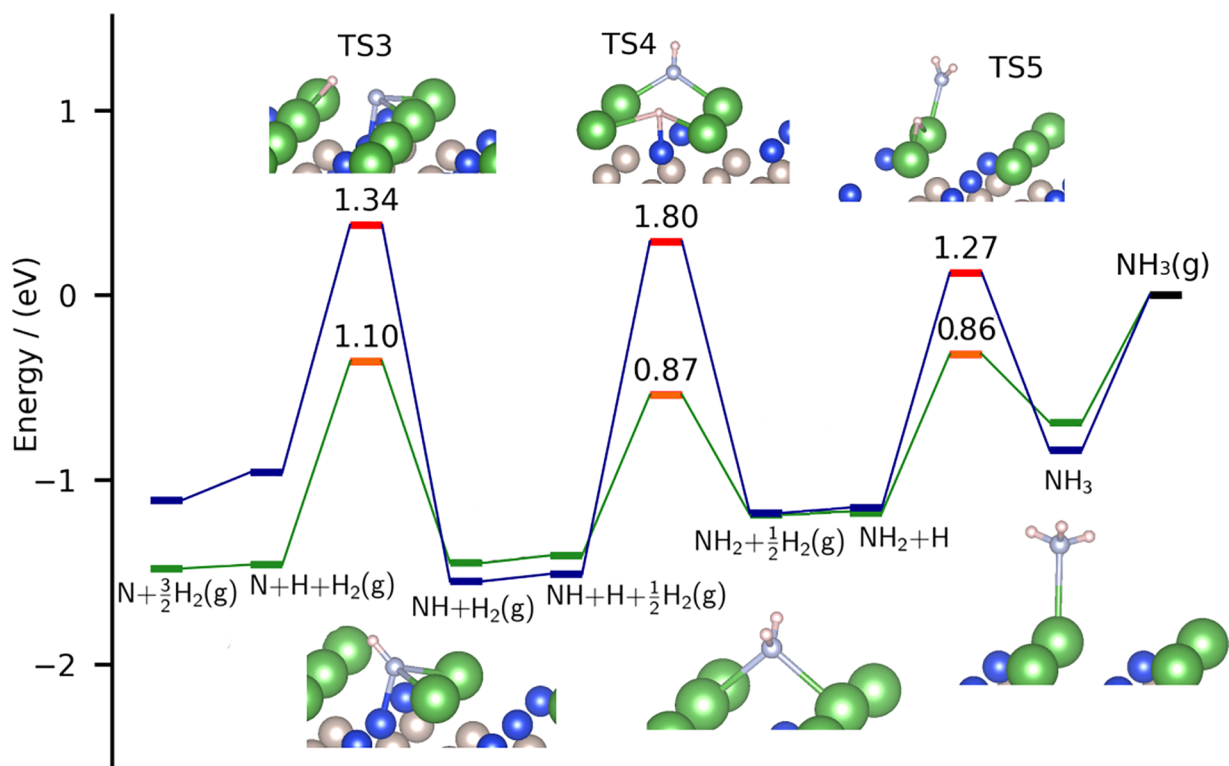 TS3
TS4
TS5
1
1.34
1.80
1.27
NH₃(g)
0
1.10
0.87
0.86
Energy / (eV)
−1
NH₃
N+3/2H₂(g)
N+H+H₂(g)
NH+H₂(g)
NH+H+1/2H₂(g)
NH₂+1/2H₂(g)
NH₂+H
−2